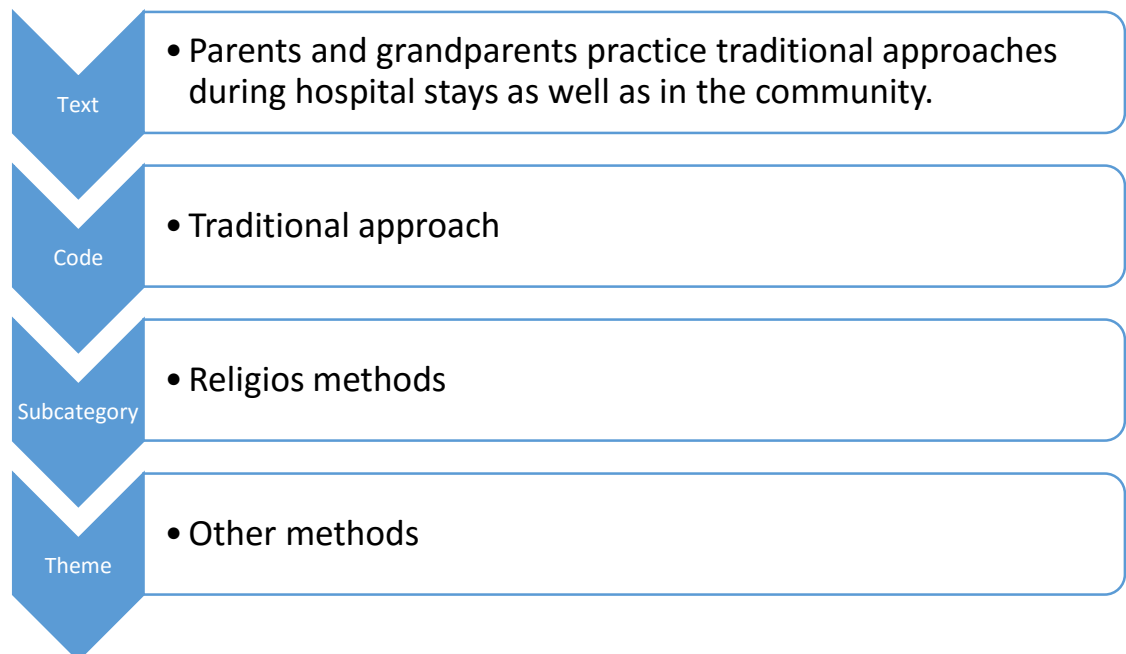 Text
• Parents and grandparents practice traditional approaches
during hospital stays as well as in the community.
Code
• Traditional approach
Subcategory
• Religios methods
Theme
• Other methods